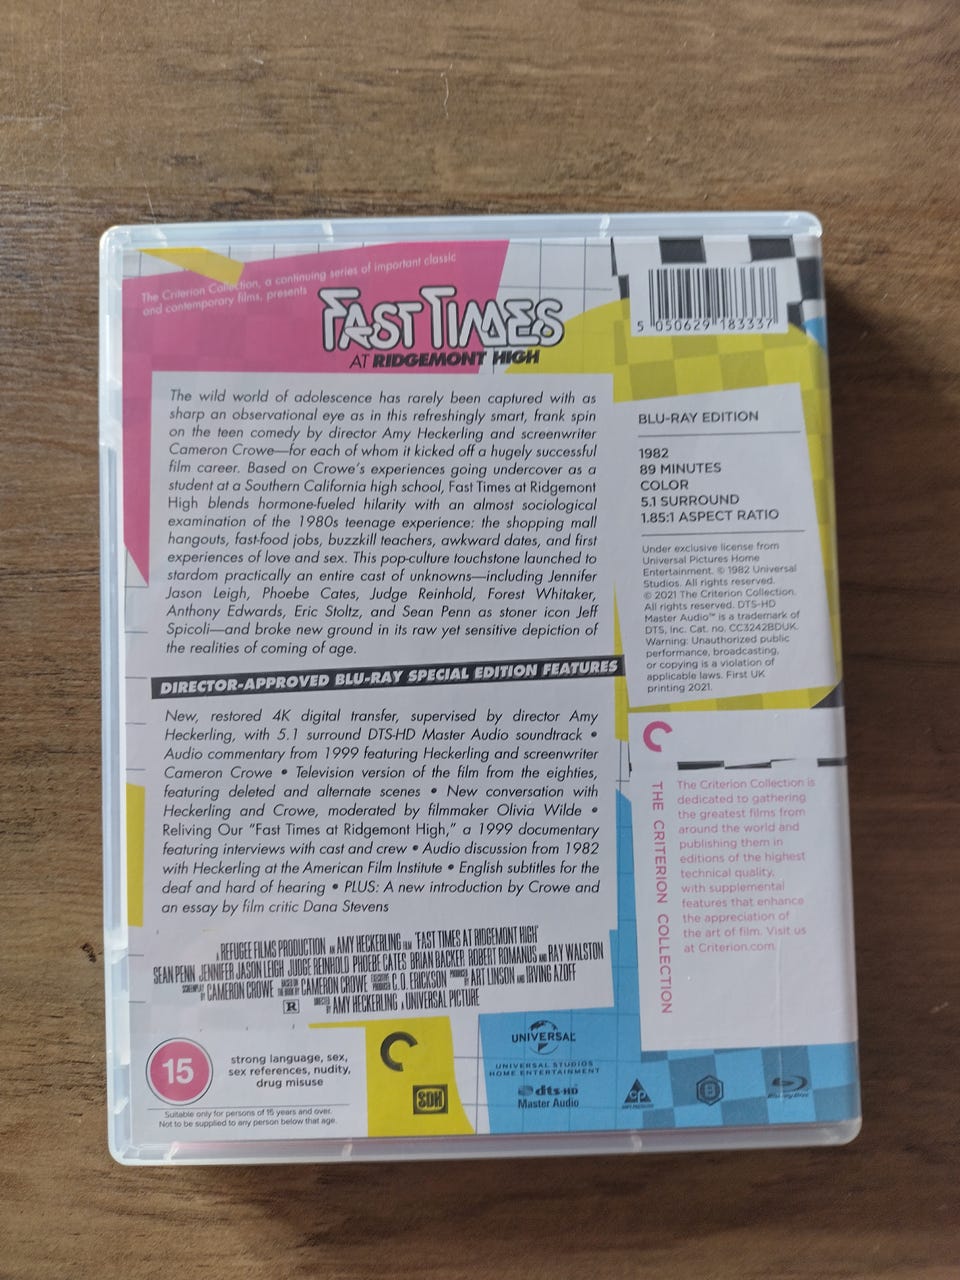 The Criterion Collection, a continuing series of important classic
and contemporary films, presents
FAST TIMES
AT RIDGEMONT HIGH
The wild world of adolescence has rarely been captured with as
sharp an observational eye as in this refreshingly smart, frank spin
on the teen comedy by director Amy Heckerling and screenwriter
Cameron Crowe—for each of whom it kicked off a hugely successful
film career. Based on Crowe's experiences going undercover as a
student at a Southern California high school, Fast Times at Ridgemont
High blends hormone-fueled hilarity with an almost sociological
examination of the 1980s teenage experience: the shopping mall
hangouts, fast-food jobs, buzzkill teachers, awkward dates, and first
experiences of love and sex. This pop-culture touchstone launched to
stardom practically an entire cast of unknowns—including Jennifer
Jason Leigh, Phoebe Cates, Judge Reinhold, Forest Whitaker,
Anthony Edwards, Eric Stoltz, and Sean Penn as stoner icon Jeff
Spicoli—and broke new ground in its raw yet sensitive depiction of
the realities of coming of age.
DIRECTOR-APPROVED BLU-RAY SPECIAL EDITION FEATURES
New, restored 4K digital transfer, supervised by director Amy
Heckerling, with 5.1 surround DTS-HD Master Audio soundtrack •
Audio commentary from 1999 featuring Heckerling and screenwriter
Cameron Crowe • Television version of the film from the eighties,
featuring deleted and alternate scenes • New conversation with
Heckerling and Crowe, moderated by filmmaker Olivia Wilde •
Reliving Our "Fast Times at Ridgemont High," a 1999 documentary
featuring interviews with cast and crew • Audio discussion from 1982
with Heckerling at the American Film Institute • English subtitles for the
deaf and hard of hearing • PLUS: A new introduction by Crowe and
an essay by film critic Dana Stevens
A REFUGEE FILMS PRODUCTION AN AMY HECKERLING FILM "FAST TIMES AT RIDGEMONT HIGH"
SEAN PENN JENNIFER JASON LEIGH JUDGE REINHOLD PHOEBE CATES BRIAN BACKER ROBERT ROMANUS AND RAY WALSTON
SCREENPLAY BY CAMERON CROWE BASED ON THE BOOK BY CAMERON CROWE EXECUTIVE PRODUCER C.O. ERICKSON PRODUCED BY ART LINSON AND IRVING AZOFF
R DIRECTED BY AMY HECKERLING A UNIVERSAL PICTURE
15
strong language, sex,
sex references, nudity,
drug misuse
Suitable only for persons of 15 years and over.
Not to be supplied to any person below that age.
SDH
UNIVERSAL
UNIVERSAL STUDIOS
HOME ENTERTAINMENT
dts-HD
Master Audio
5 050629 183337
BLU-RAY EDITION
1982
89 MINUTES
COLOR
5.1 SURROUND
1.85:1 ASPECT RATIO
Under exclusive license from
Universal Pictures Home
Entertainment. © 1982 Universal
Studios. All rights reserved.
© 2021 The Criterion Collection.
All rights reserved. DTS-HD
Master Audio™ is a trademark of
DTS, Inc. Cat. no. CC3242BDUK.
Warning: Unauthorized public
performance, broadcasting,
or copying is a violation of
applicable laws. First UK
printing 2021.
THE CRITERION COLLECTION
The Criterion Collection is
dedicated to gathering
the greatest films from
around the world and
publishing them in
editions of the highest
technical quality,
with supplemental
features that enhance
the appreciation of
the art of film. Visit us
at Criterion.com
CP
B
Blu-ray Disc